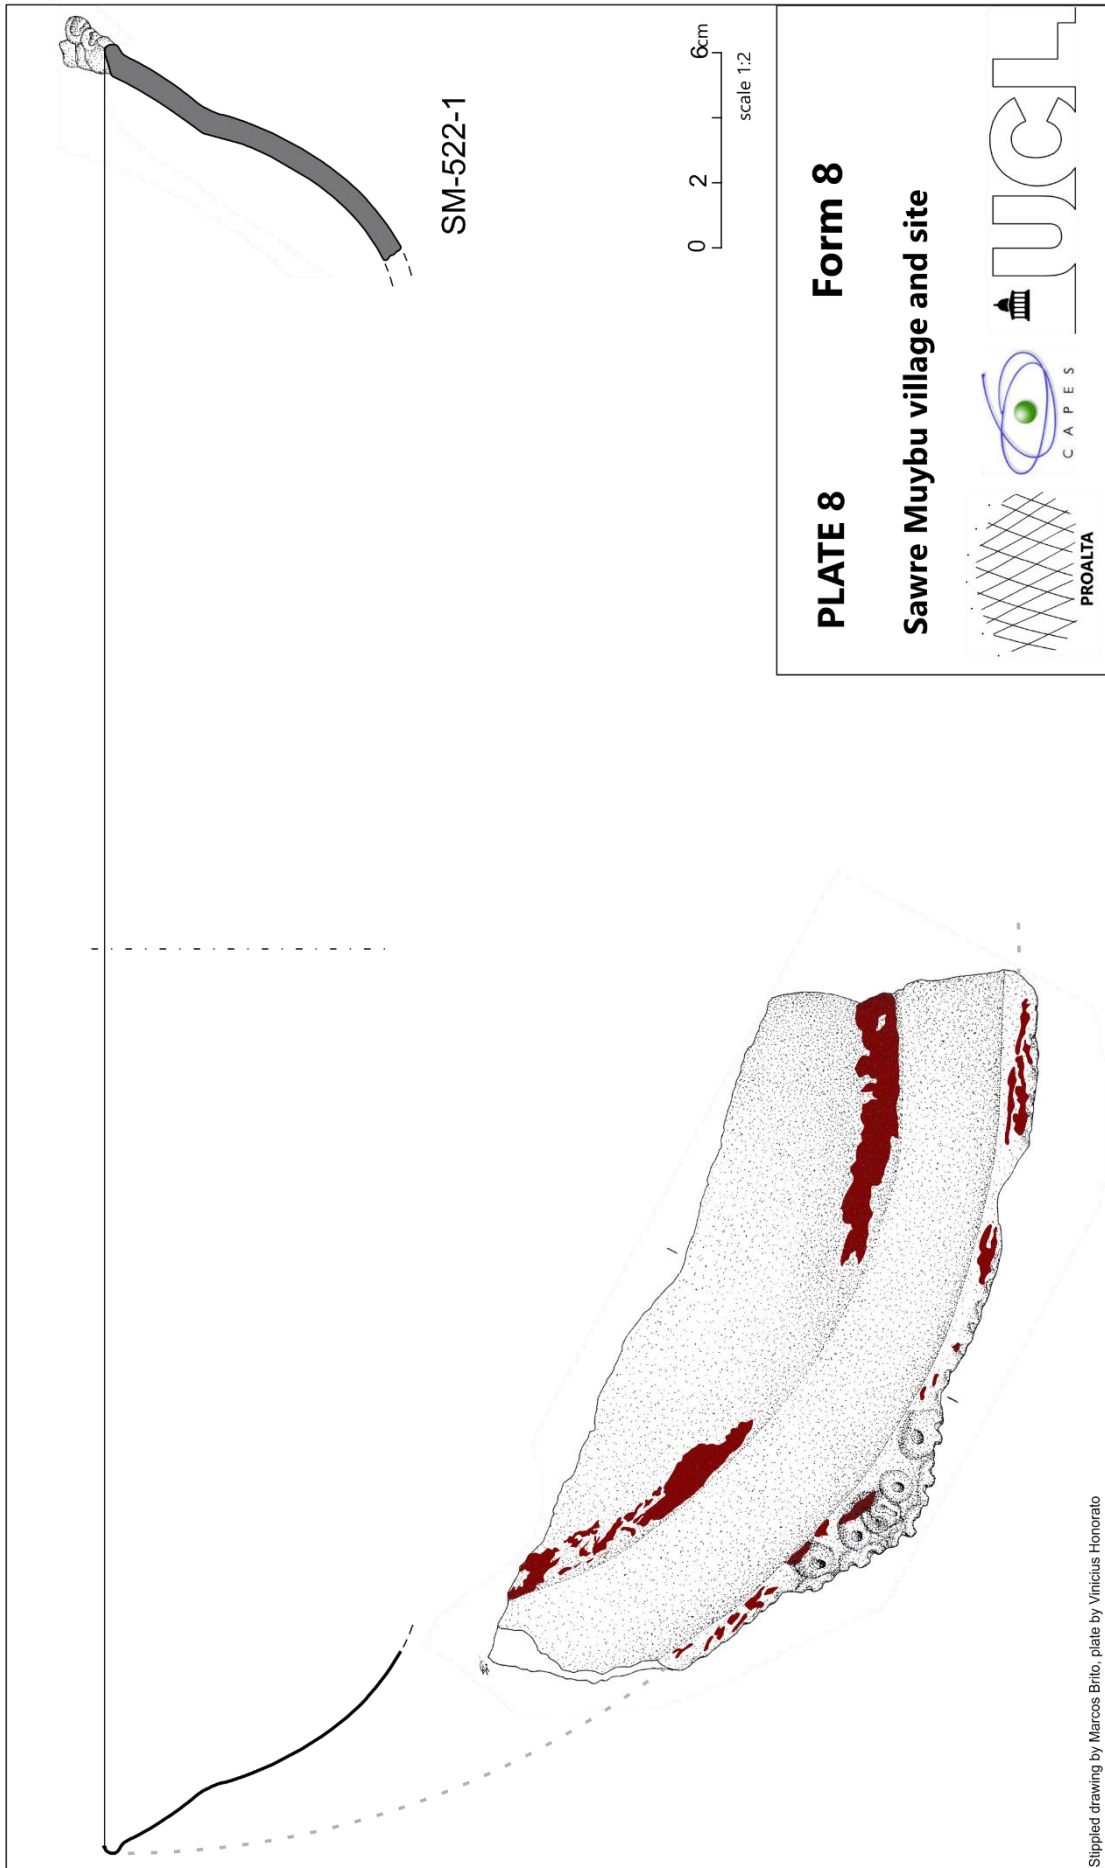 SM-522-1
0 2 6cm
scale 1:2
PLATE 8 Form 8
Sawre Muybu village and site
PROALTA
CAPES
UCL
Stippled drawing by Marcos Brito, plate by Vinicius Honorato